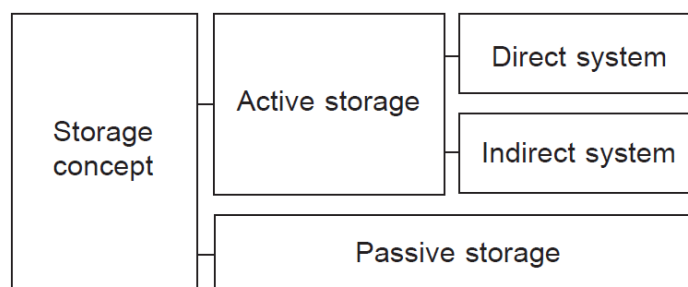 Storage
concept
Active storage
Direct system
Indirect system
Passive storage